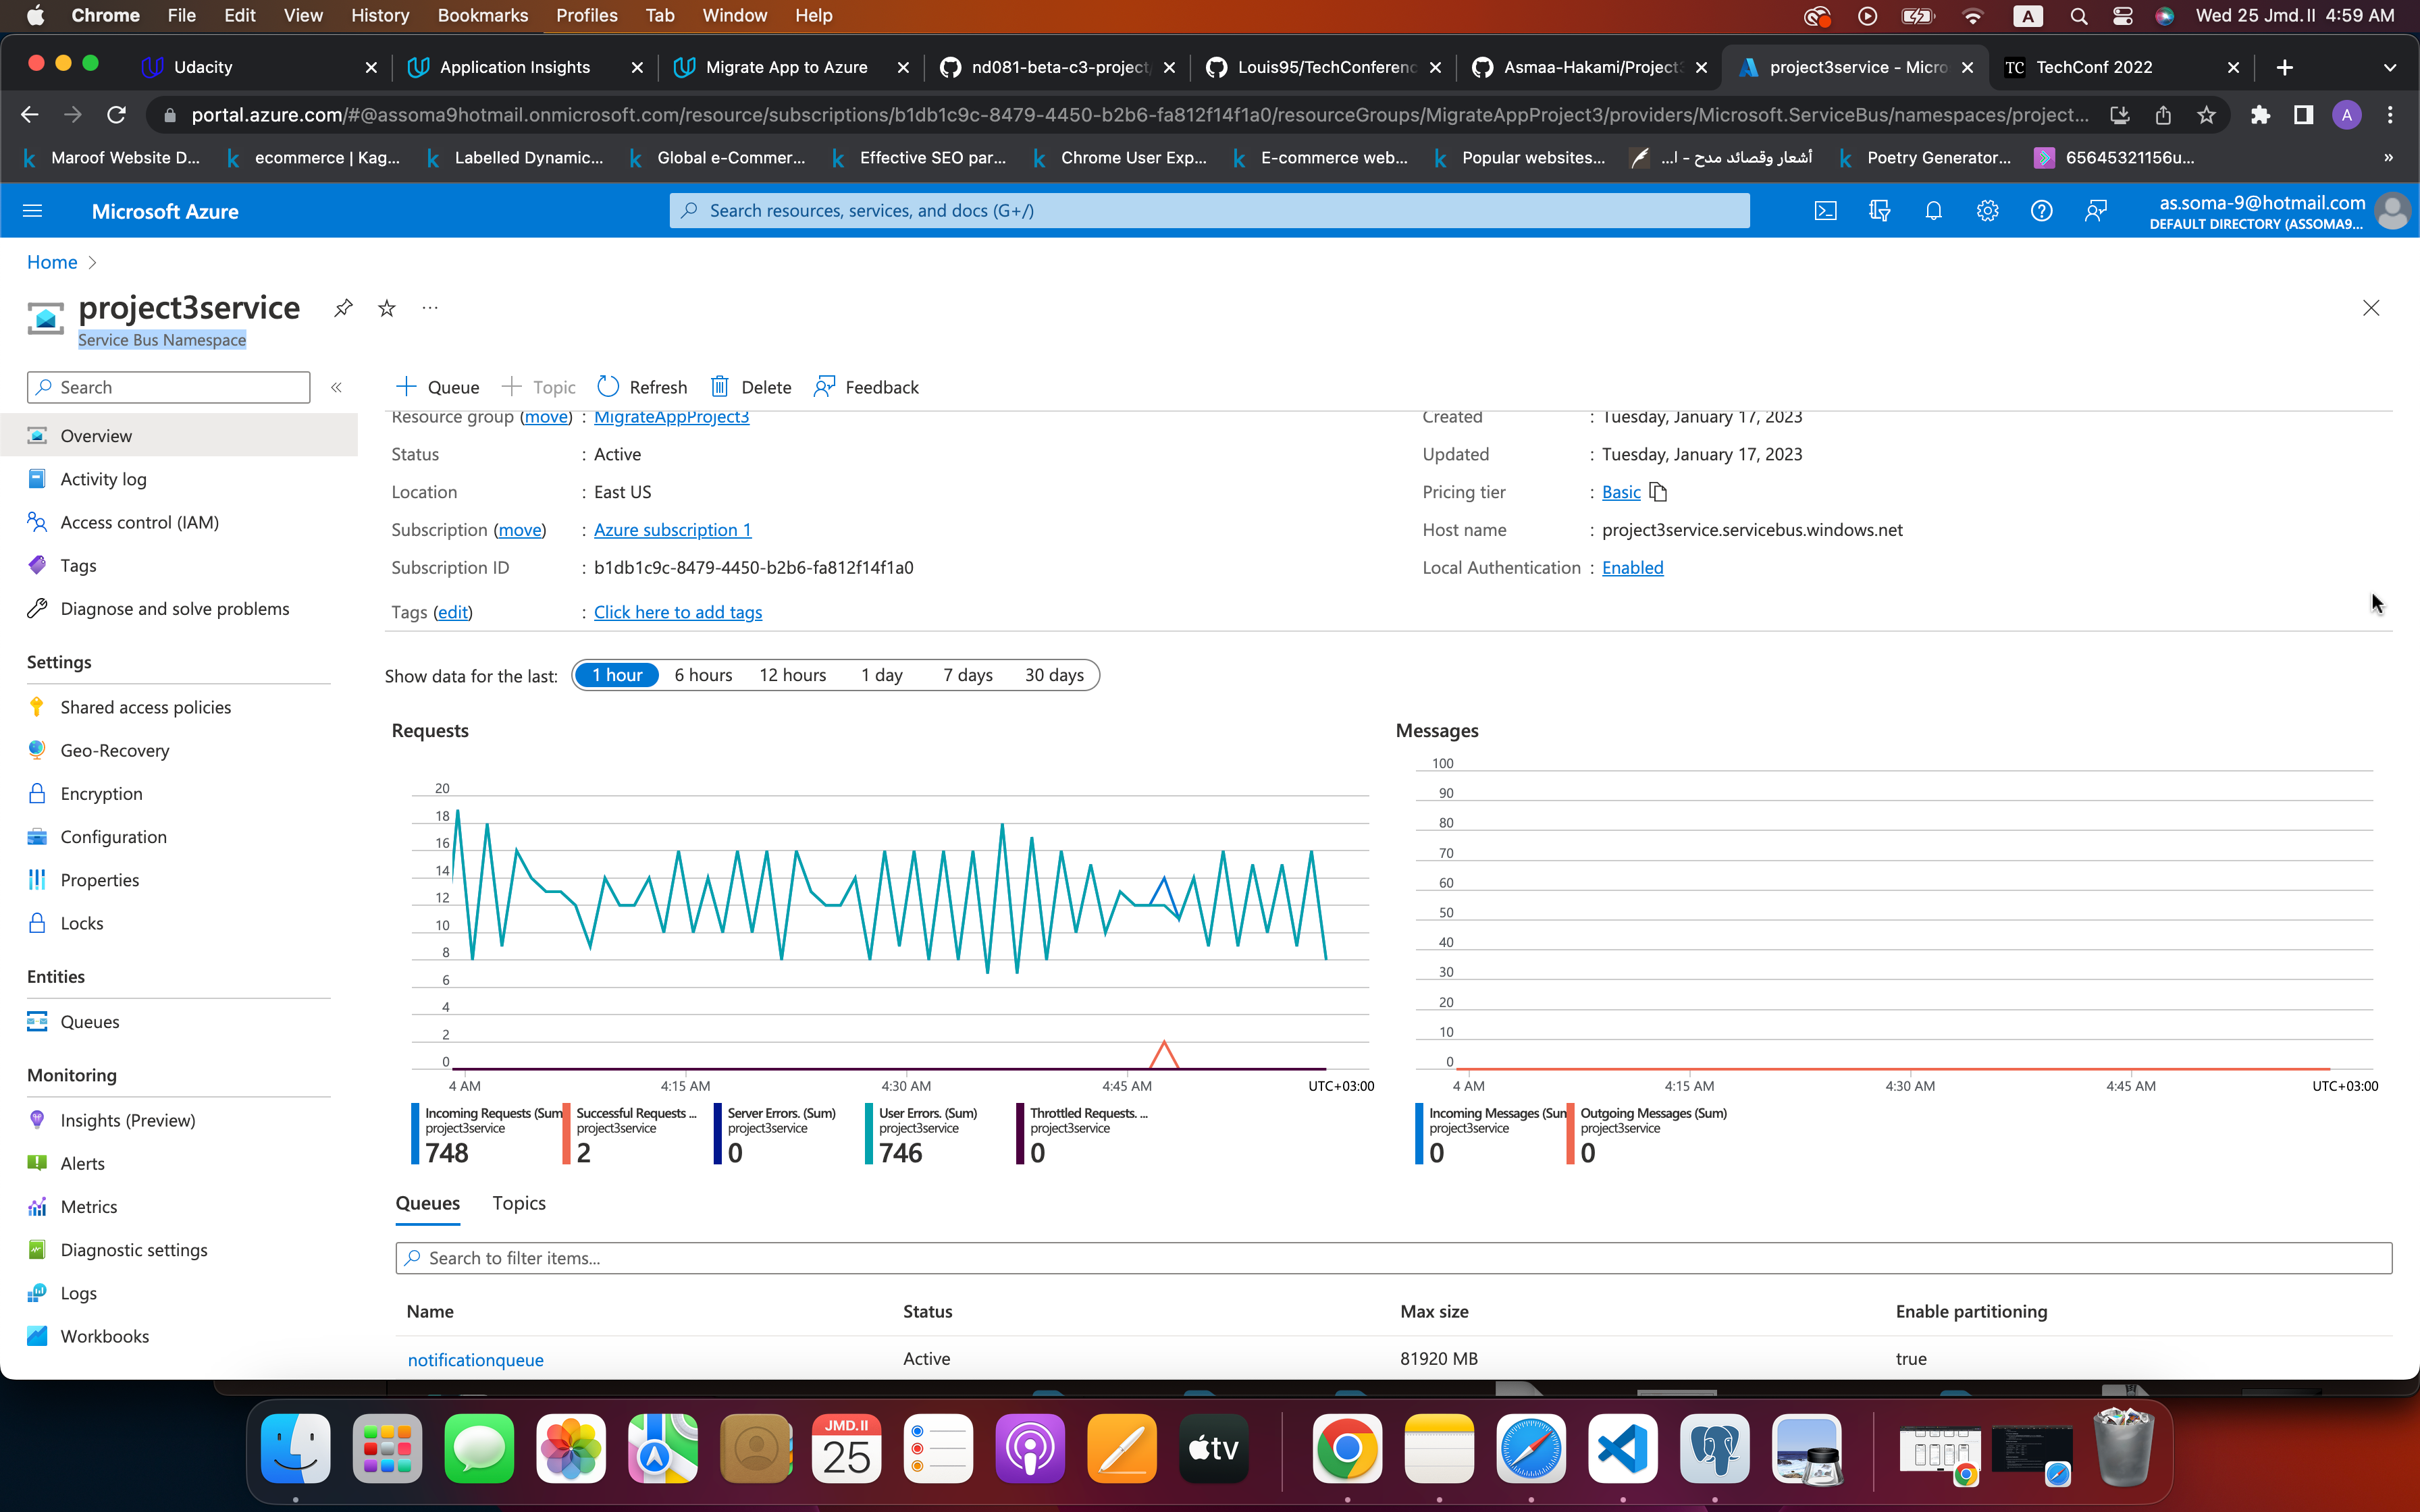 Chrome File Edit View History Bookmarks Profiles Tab Window Help A Wed 25 Jmd. II 4:59 AM
Udacity Application Insights Migrate App to Azure nd081-beta-c3-project Louis95/TechConferenc Asmaa-Hakami/Project3 project3service - Micro TC TechConf 2022
portal.azure.com/#@assoma9hotmail.onmicrosoft.com/resource/subscriptions/b1db1c9c-8479-4450-b2b6-fa812f14f1a0/resourceGroups/MigrateAppProject3/providers/Microsoft.ServiceBus/namespaces/project... A
Maroof Website D... ecommerce | Kag... Labelled Dynamic... Global e-Commer... Effective SEO par... Chrome User Exp... E-commerce web... Popular websites... أشعار وقصائد مدح - ا... Poetry Generator... 65645321156u... »
Microsoft Azure
Search resources, services, and docs (G+/)
as.soma-9@hotmail.com
DEFAULT DIRECTORY (ASSOMA9...
Home >
project3service
Service Bus Namespace
Search «
Queue Topic Refresh Delete Feedback
Overview
Activity log
Access control (IAM)
Tags
Diagnose and solve problems
Settings
Shared access policies
Geo-Recovery
Encryption
Configuration
Properties
Locks
Entities
Queues
Monitoring
Insights (Preview)
Alerts
Metrics
Diagnostic settings
Logs
Workbooks
Resource group (move) : MigrateAppProject3
Status : Active
Location : East US
Subscription (move) : Azure subscription 1
Subscription ID : b1db1c9c-8479-4450-b2b6-fa812f14f1a0
Tags (edit) : Click here to add tags
Created : Tuesday, January 17, 2023
Updated : Tuesday, January 17, 2023
Pricing tier : Basic
Host name : project3service.servicebus.windows.net
Local Authentication : Enabled
Show data for the last: 1 hour 6 hours 12 hours 1 day 7 days 30 days
Requests
20
18
16
14
12
10
8
6
4
2
0
4 AM 4:15 AM 4:30 AM 4:45 AM UTC+03:00
Incoming Requests (Sum Successful Requests ... Server Errors. (Sum) User Errors. (Sum) Throttled Requests. ...
project3service project3service project3service project3service project3service
748 2 0 746 0
Messages
100
90
80
70
60
50
40
30
20
10
0
4 AM 4:15 AM 4:30 AM 4:45 AM UTC+03:00
Incoming Messages (Sum Outgoing Messages (Sum)
project3service project3service
0 0
Queues Topics
Search to filter items...
Name Status Max size Enable partitioning
notificationqueue Active 81920 MB true
JMD. II
25
tv